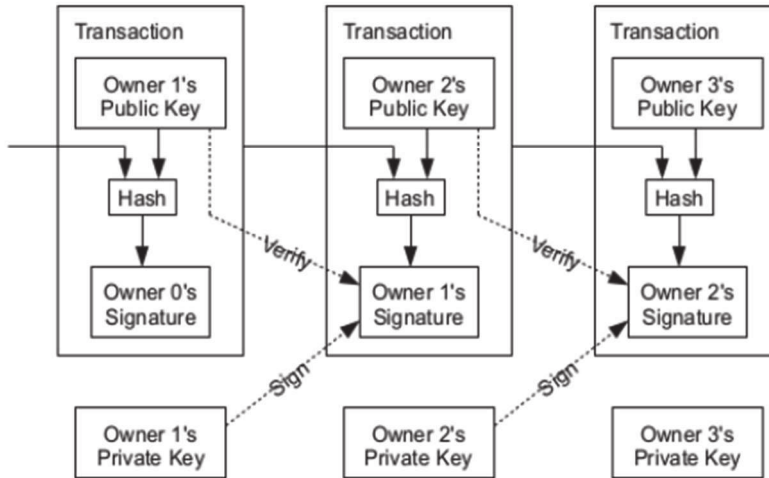 Transaction
Owner 1's
Public Key
Hash
Owner 0's
Signature
Verify
Transaction
Owner 2's
Public Key
Hash
Owner 1's
Signature
Verify
Transaction
Owner 3's
Public Key
Hash
Owner 2's
Signature
Sign
Sign
Owner 1's
Private Key
Owner 2's
Private Key
Owner 3's
Private Key